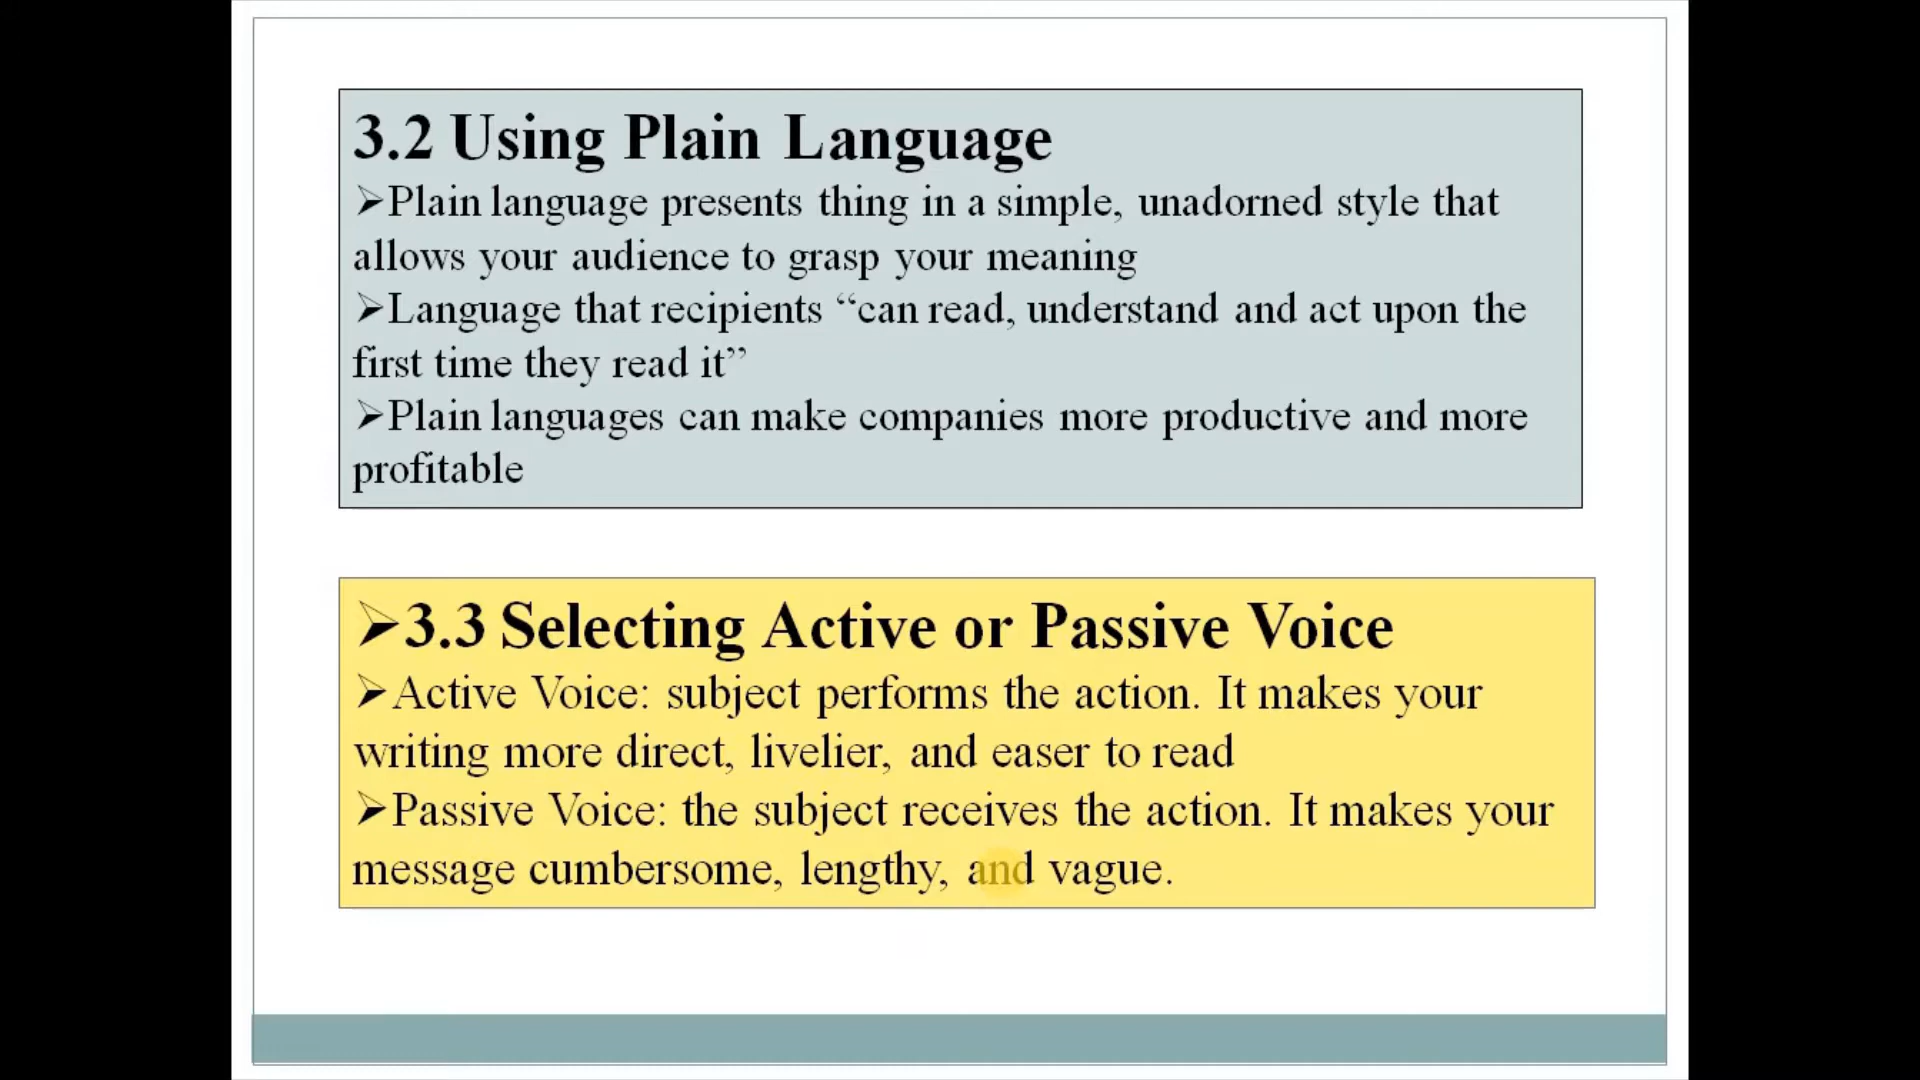 3.2 Using Plain Language
➢Plain language presents thing in a simple, unadorned style that
allows your audience to grasp your meaning
➢Language that recipients “can read, understand and act upon the
first time they read it”
➢Plain languages can make companies more productive and more
profitable
➢3.3 Selecting Active or Passive Voice
➢Active Voice: subject performs the action. It makes your
writing more direct, livelier, and easer to read
➢Passive Voice: the subject receives the action. It makes your
message cumbersome, lengthy, and vague.